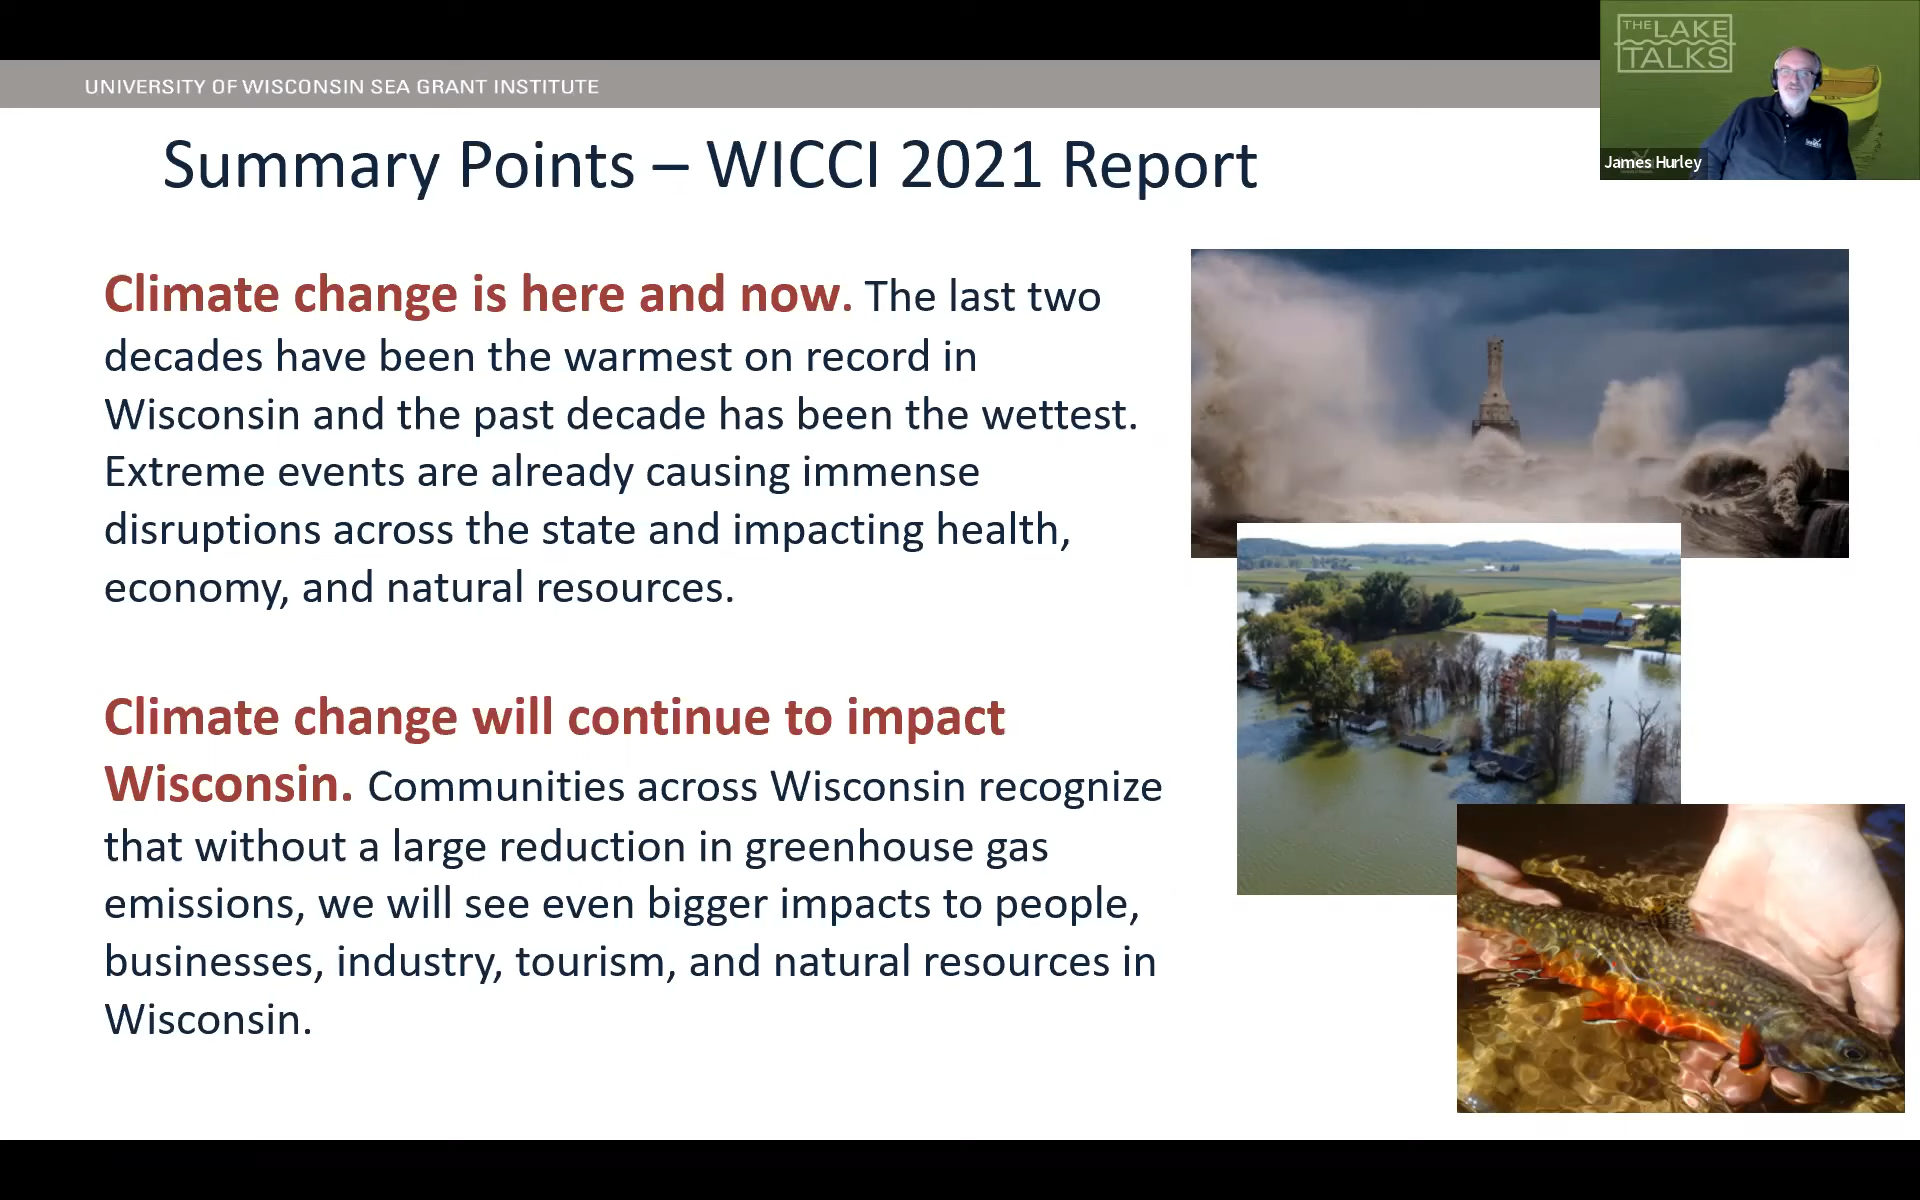 UNIVERSITY OF WISCONSIN SEA GRANT INSTITUTE
THE LAKE
TALKS
James Hurley
Summary Points – WICCI 2021 Report
Climate change is here and now. The last two
decades have been the warmest on record in
Wisconsin and the past decade has been the wettest.
Extreme events are already causing immense
disruptions across the state and impacting health,
economy, and natural resources.
Climate change will continue to impact
Wisconsin. Communities across Wisconsin recognize
that without a large reduction in greenhouse gas
emissions, we will see even bigger impacts to people,
businesses, industry, tourism, and natural resources in
Wisconsin.